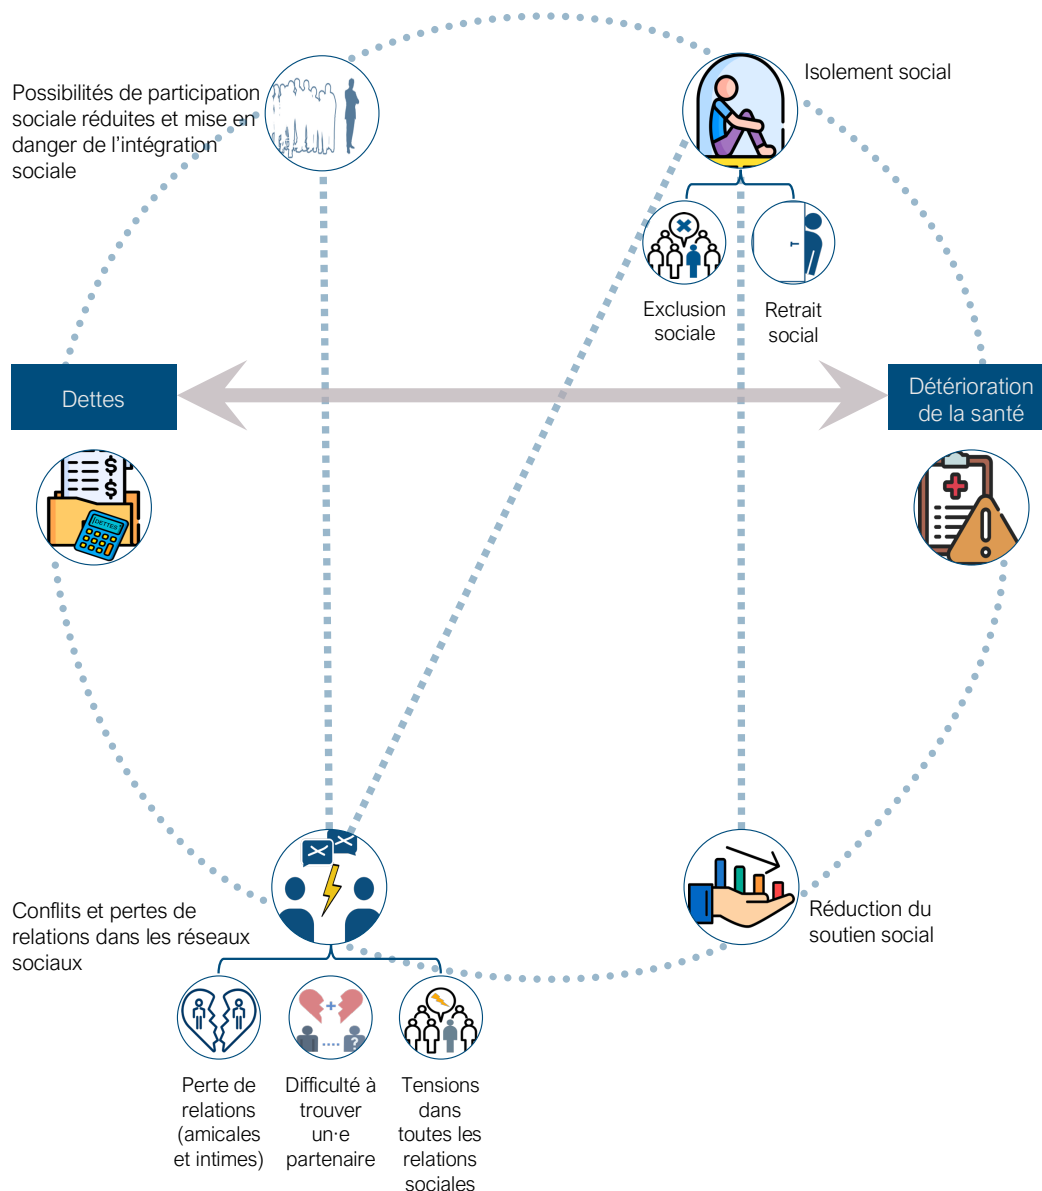 Possibilités de participation
sociale réduites et mise en
danger de l'intégration
sociale
Isolement social
Exclusion
sociale
Retrait
social
Dettes
Détérioration
de la santé
$
$
DETTES
Conflits et pertes de
relations dans les réseaux
sociaux
Réduction du
soutien social
?
Perte de
relations
(amicales
et intimes)
Difficulté à
trouver
un·e
partenaire
Tensions
dans
toutes les
relations
sociales